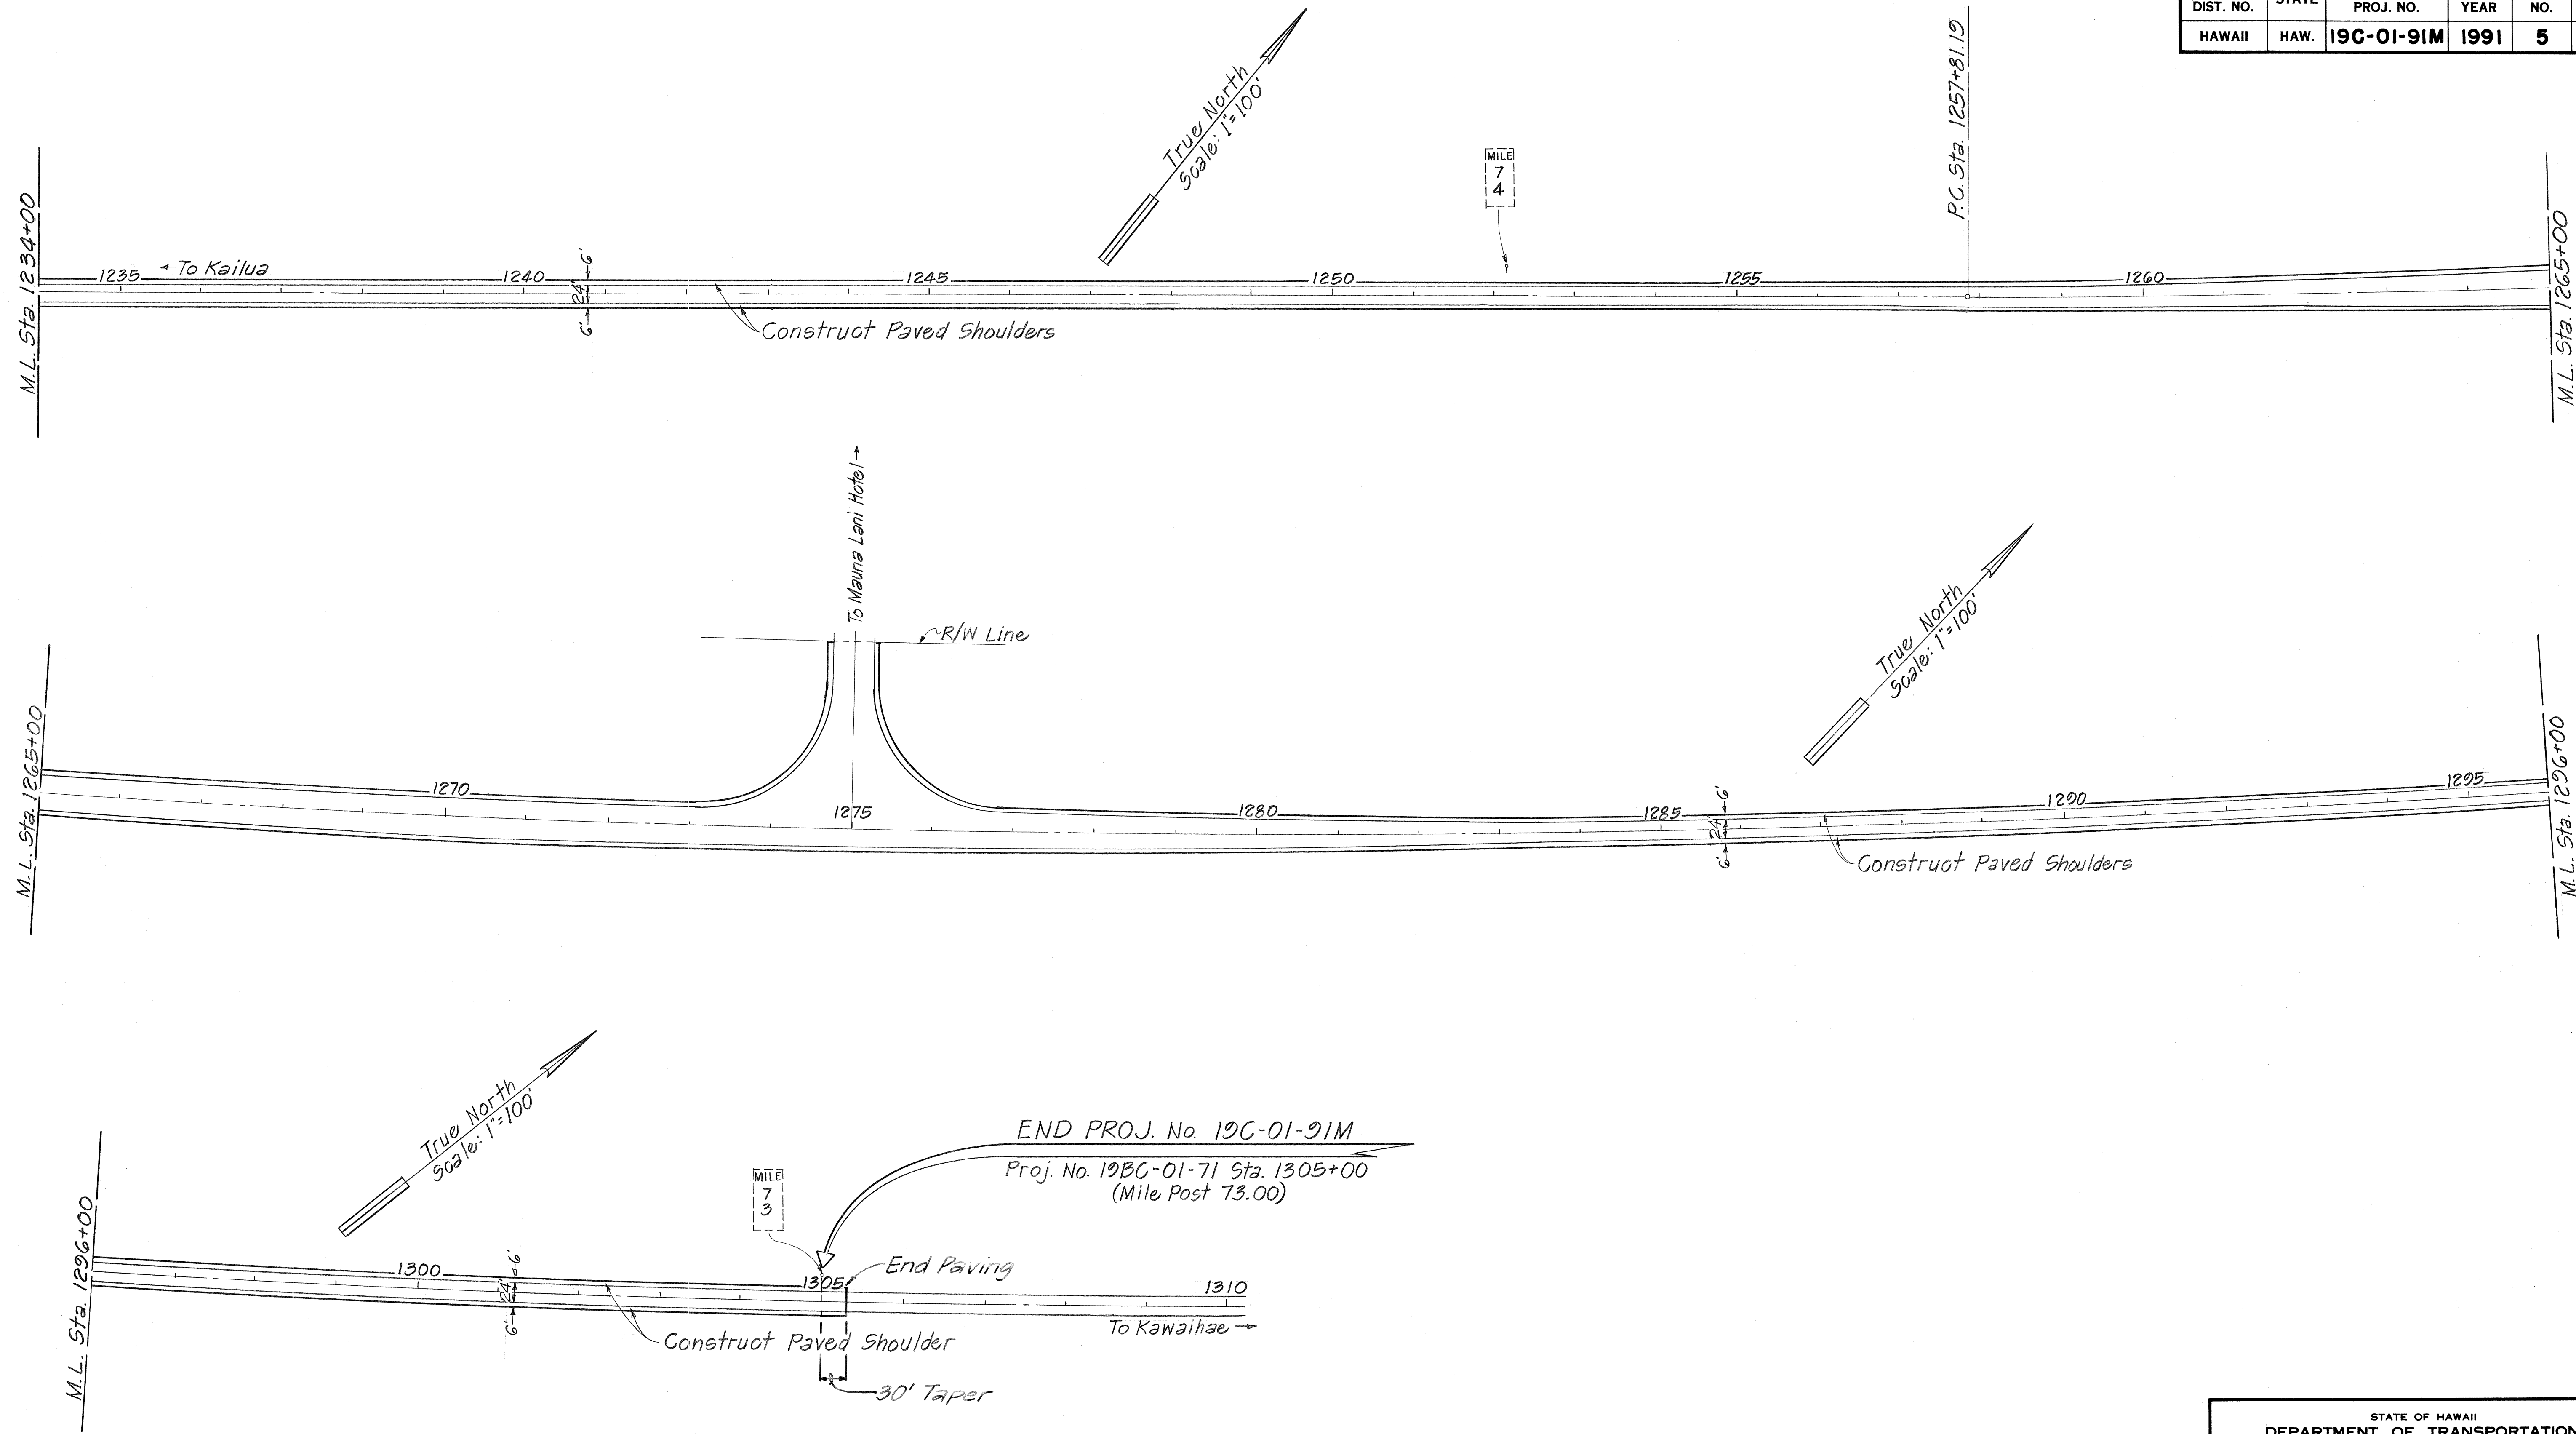 DIST. NO. STATE PROJ. NO. YEAR NO.
HAWAII HAW. 19C-01-91M 1991 5
M.L. Sta. 1234+00
1235
←To Kailua
1240
6'
24'
6'
Construct Paved Shoulders
1245
True North
Scale: 1"=100'
1250
MILE
7
4
1255
P.C. Sta. 1257+81.19
1260
M.L. Sta. 1265+00
M.L. Sta. 1265+00
1270
To Mauna Lani Hotel→
R/W Line
1275
1280
1285
6'
24'
6'
Construct Paved Shoulders
True North
Scale: 1"=100'
1290
1295
M.L. Sta. 1296+00
M.L. Sta. 1296+00
True North
Scale: 1"=100'
1300
6'
24'
6'
Construct Paved Shoulder
MILE
7
3
END PROJ. No. 19C-01-91M
Proj. No. 19BC-01-71 Sta. 1305+00
(Mile Post 73.00)
1305
End Paving
30' Taper
1310
To Kawaihae →
STATE OF HAWAII
DEPARTMENT OF TRANSPORTATION